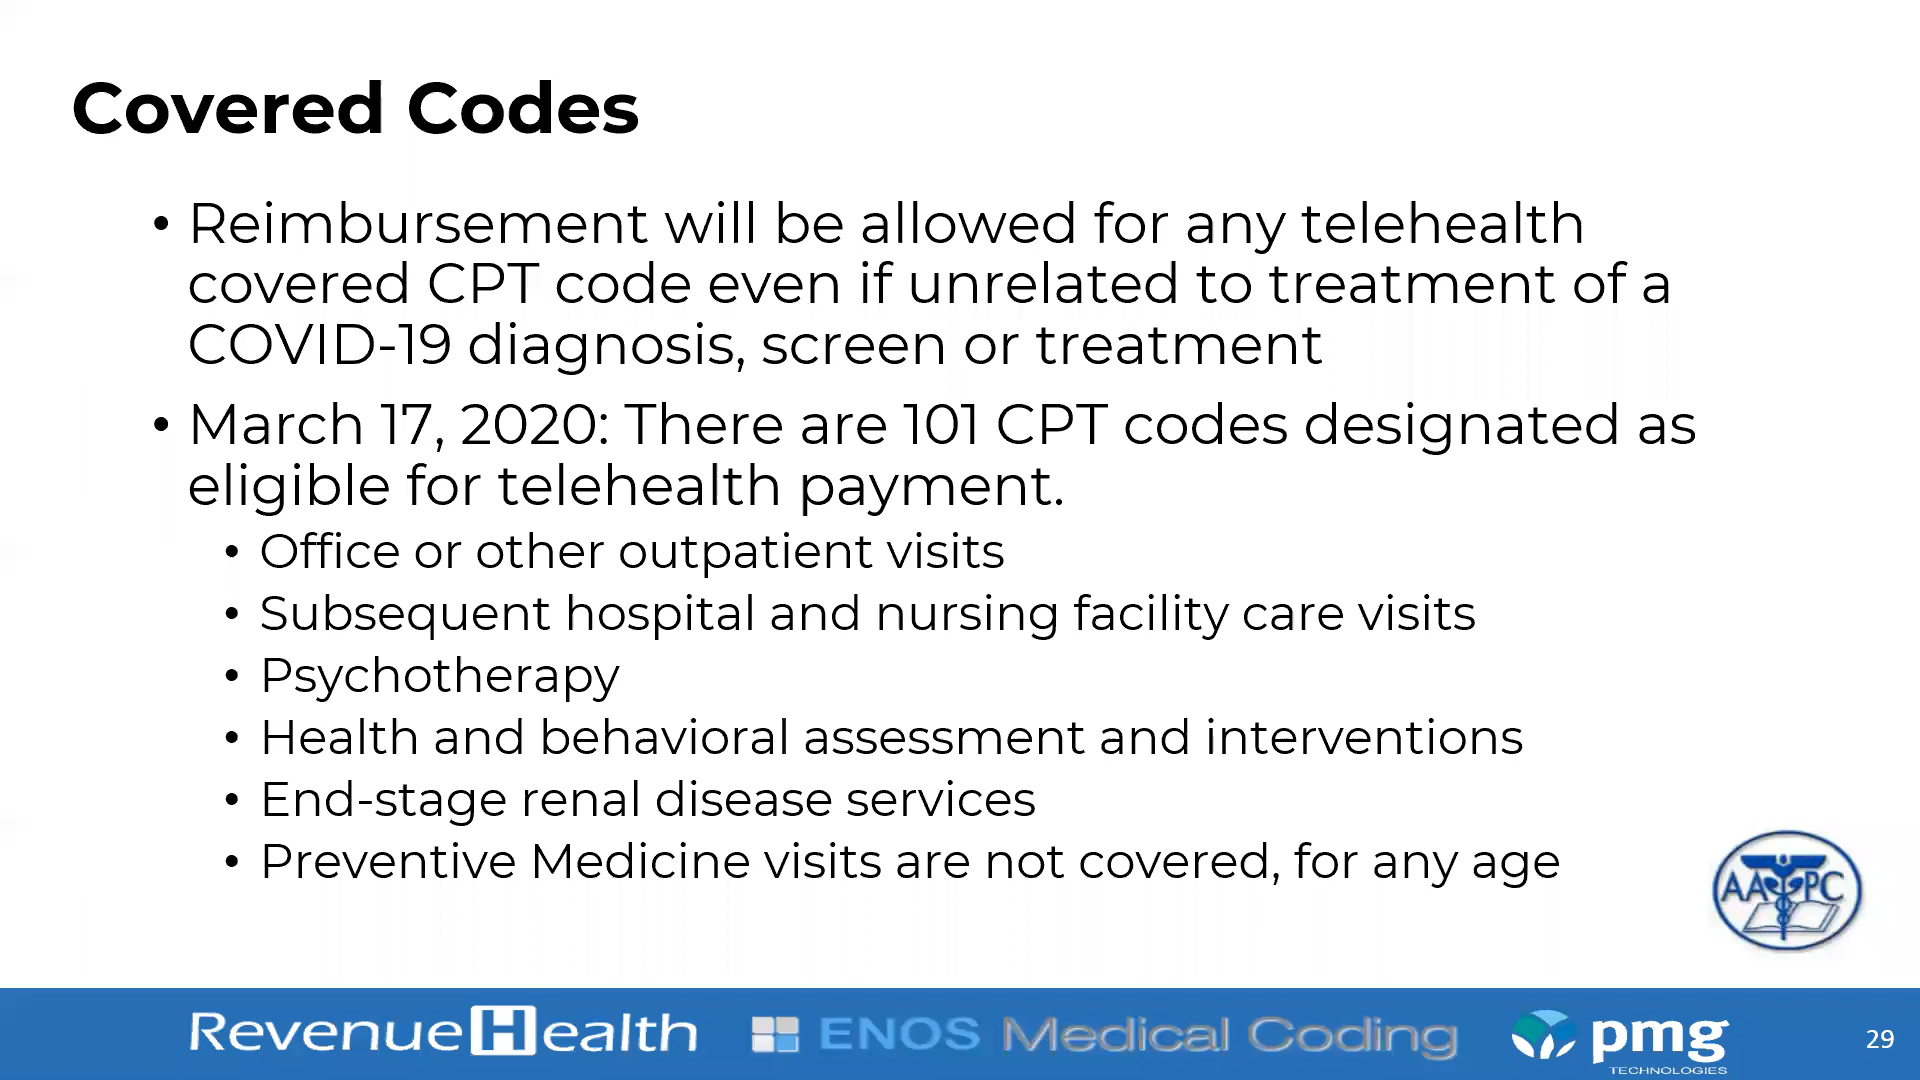 Covered Codes
• Reimbursement will be allowed for any telehealth
covered CPT code even if unrelated to treatment of a
COVID-19 diagnosis, screen or treatment
• March 17, 2020: There are 101 CPT codes designated as
eligible for telehealth payment.
• Office or other outpatient visits
• Subsequent hospital and nursing facility care visits
• Psychotherapy
• Health and behavioral assessment and interventions
• End-stage renal disease services
• Preventive Medicine visits are not covered, for any age
AAPC
RevenueHealth
ENOS Medical Coding
pmg
TECHNOLOGIES
29